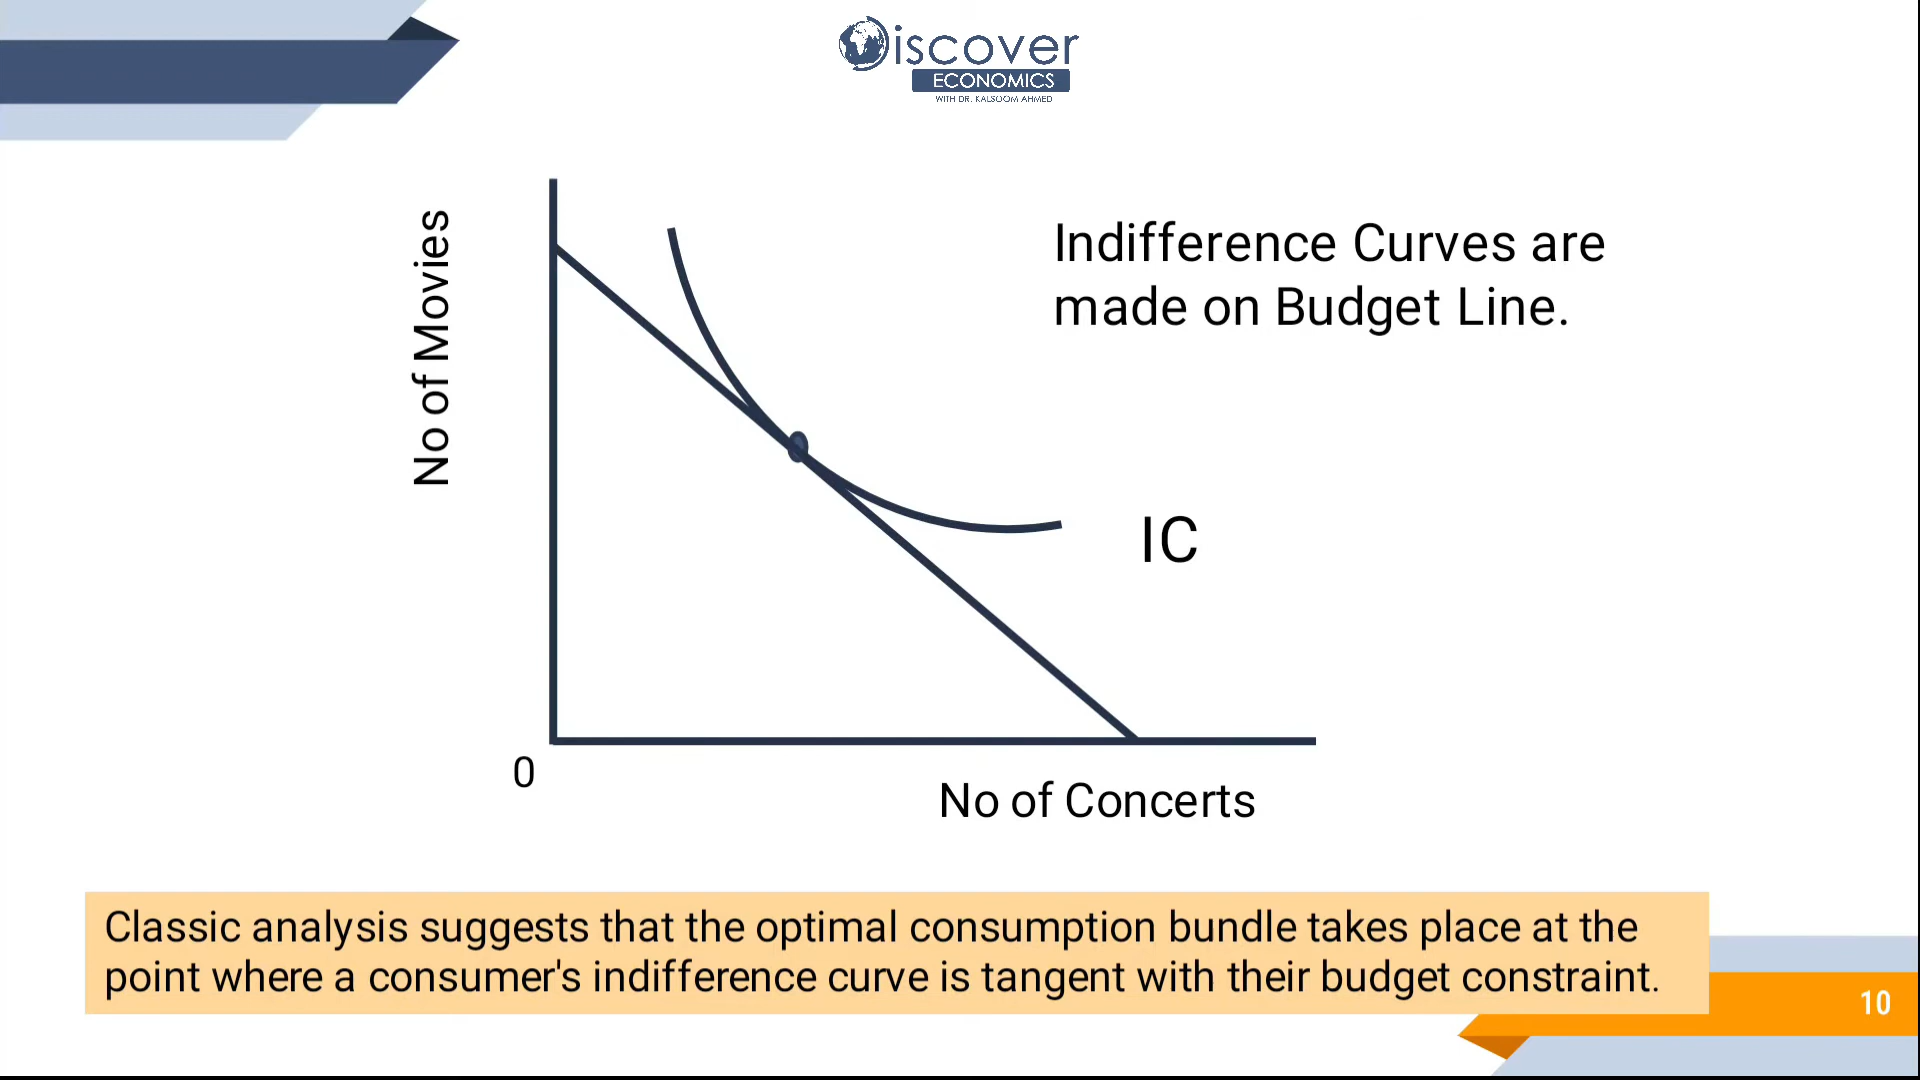 Discover
ECONOMICS
WITH DR. KALSOOM AHMED
No of Movies
Indifference Curves are
made on Budget Line.
IC
0
No of Concerts
Classic analysis suggests that the optimal consumption bundle takes place at the
point where a consumer's indifference curve is tangent with their budget constraint.
10